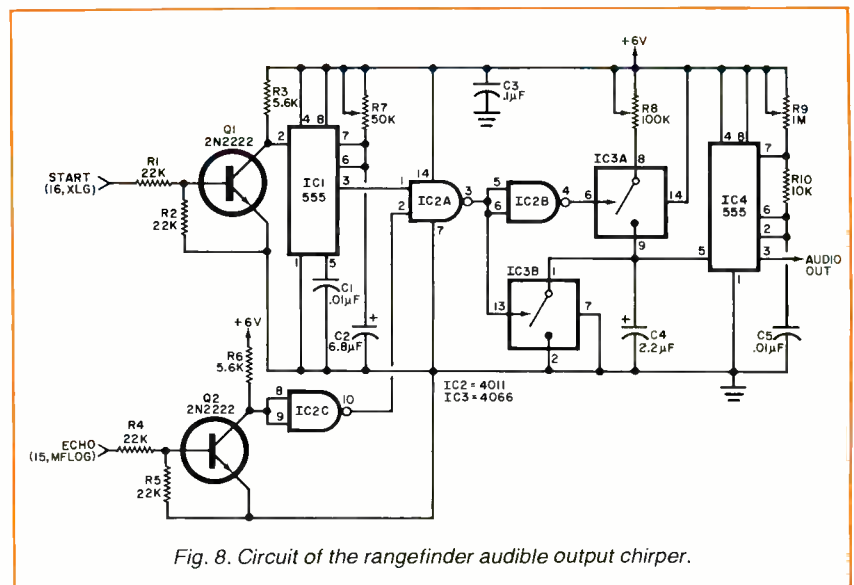 +6V
R3
5.6K
R7
50K
C3
.1µF
R8
100K
R9
1M
Q1
2N2222
START
(16,XLG)
R1
22K
R2
22K
2
4 8
7
6
3
IC1
555
1 5
C1
.01µF
C2
6.8µF
+
14
1
2
IC2A
3
7
5
6
IC2B
4
6
IC3A
8
14
9
IC3B
1
13
7
2
+
C4
2.2µF
4 8
7
IC4
555
6
2
5
3
1
R10
10K
AUDIO
OUT
C5
.01µF
IC2=4011
IC3=4066
+6V
R6
5.6K
Q2
2N2222
8
9
IC2C
10
R4
22K
ECHO
(15,MFLOG)
R5
22K
Fig. 8. Circuit of the rangefinder audible output chirper.